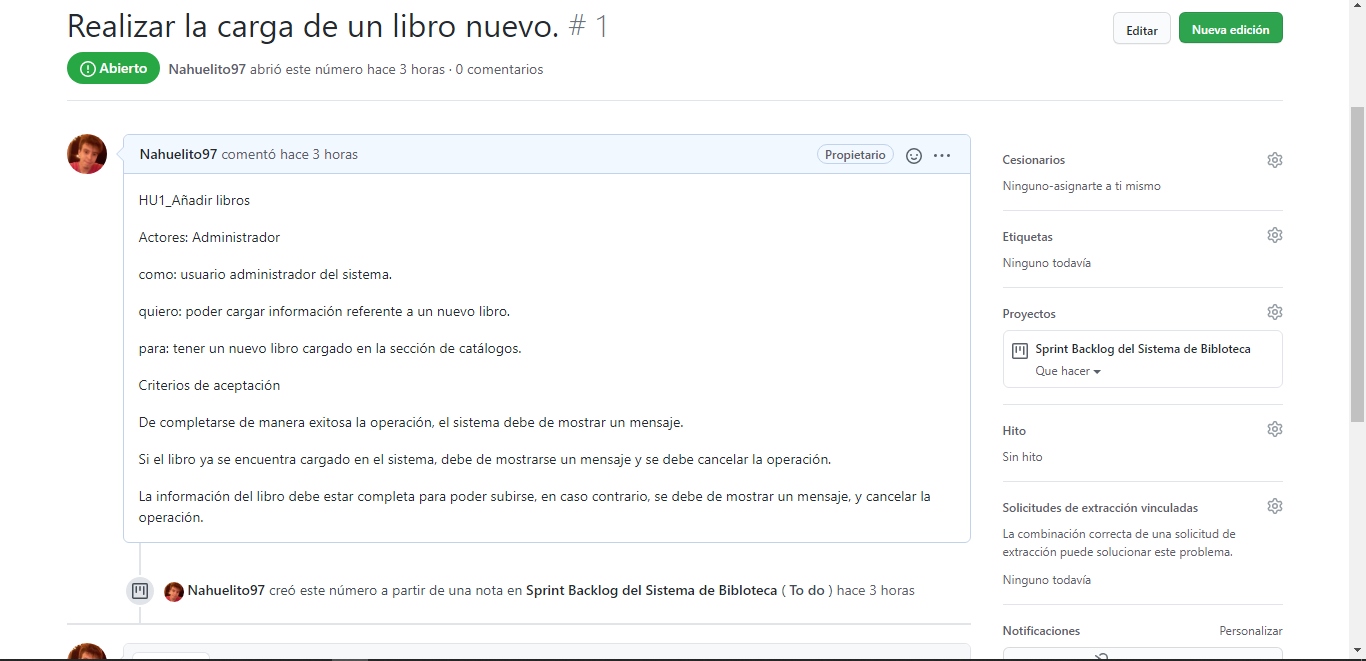 Realizar la carga de un libro nuevo. # 1
Editar
Nueva edición
Abierto
Nahuelito97 abrió este número hace 3 horas · 0 comentarios
Nahuelito97 comentó hace 3 horas
Propietario
HU1_Añadir libros
Actores: Administrador
como: usuario administrador del sistema.
quiero: poder cargar información referente a un nuevo libro.
para: tener un nuevo libro cargado en la sección de catálogos.
Criterios de aceptación
De completarse de manera exitosa la operación, el sistema debe de mostrar un mensaje.
Si el libro ya se encuentra cargado en el sistema, debe de mostrarse un mensaje y se debe cancelar la operación.
La información del libro debe estar completa para poder subirse, en caso contrario, se debe de mostrar un mensaje, y cancelar la
operación.
Nahuelito97 creó este número a partir de una nota en Sprint Backlog del Sistema de Bibloteca ( To do ) hace 3 horas
Cesionarios
Ninguno-asignarte a ti mismo
Etiquetas
Ninguno todavía
Proyectos
Sprint Backlog del Sistema de Bibloteca
Que hacer
Hito
Sin hito
Solicitudes de extracción vinculadas
La combinación correcta de una solicitud de
extracción puede solucionar este problema.
Ninguno todavía
Notificaciones
Personalizar